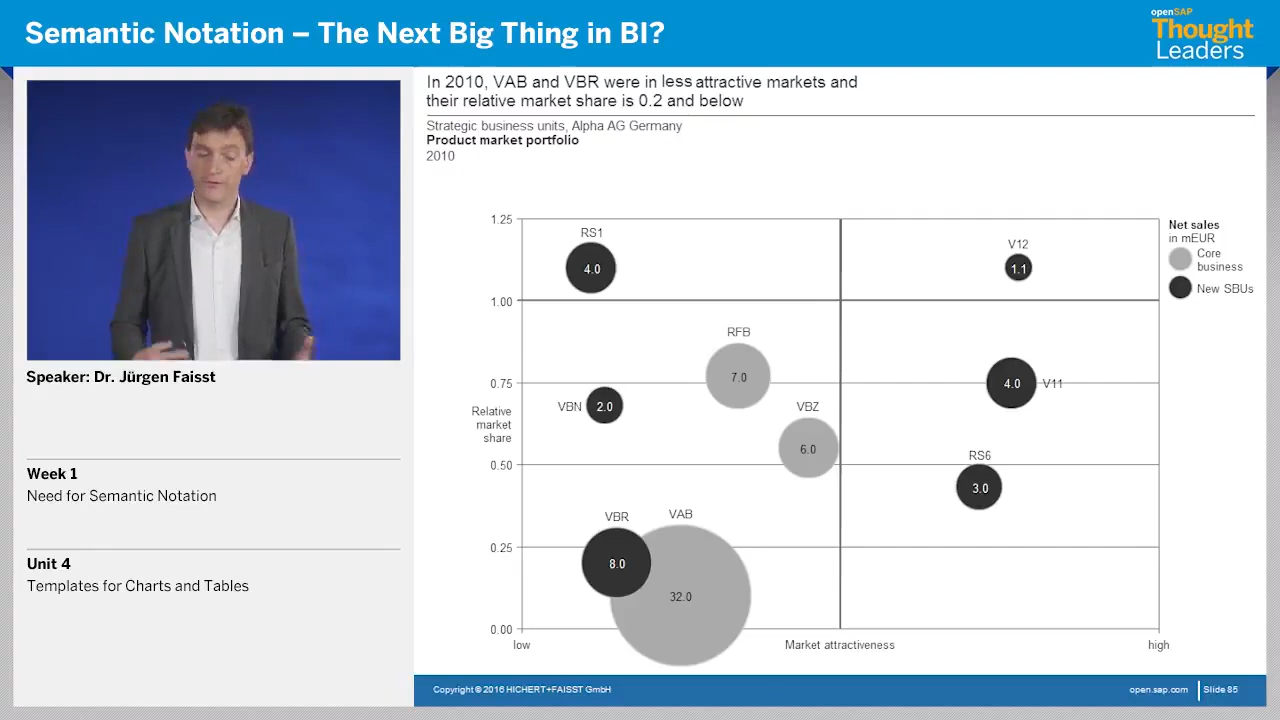 Semantic Notation – The Next Big Thing in BI?
openSAP
Thought
Leaders
Speaker: Dr. Jürgen Faisst
Week 1
Need for Semantic Notation
Unit 4
Templates for Charts and Tables
In 2010, VAB and VBR were in less attractive markets and
their relative market share is 0.2 and below
Strategic business units, Alpha AG Germany
Product market portfolio
2010
Net sales
in mEUR
Core
business
New SBUs
1.25
RS1
4.0
V12
1.1
1.00
RFB
7.0
0.75
4.0 V11
VBN 2.0
VBZ
6.0
Relative
market
share
0.50
RS6
3.0
VBR
8.0
VAB
32.0
0.25
0.00
low
Market attractiveness
high
Copyright © 2016 HICHERT+FAISST GmbH
open.sap.com
Slide 85